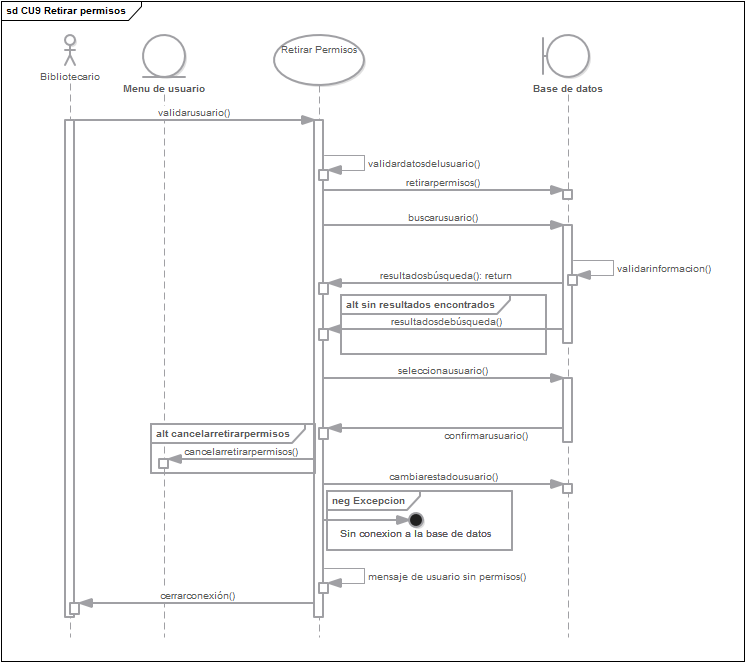 sd CU9 Retirar permisos
Retirar Permisos
Bibliotecario
Menu de usuario
Base de datos
validarusuario()
validardatosdelusuario()
retirarpermisos()
buscarusuario()
validarinformacion()
resultadosbúsqueda(): return
alt sin resultados encontrados
resultadosdebúsqueda()
seleccionausuario()
alt cancelarretirarpermisos
confirmarusuario()
cancelarretirarpermisos()
cambiarestadousuario()
neg Excepcion
Sin conexion a la base de datos
mensaje de usuario sin permisos()
cerrarconexión()